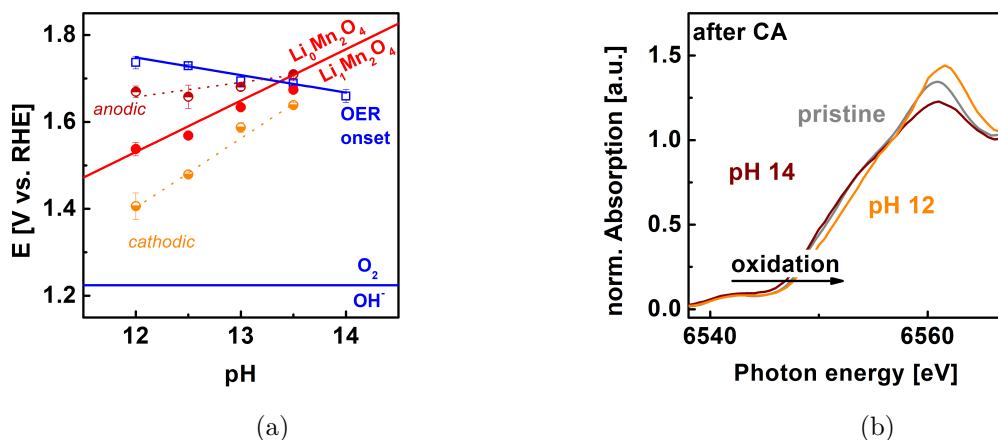 1.8
1.6
1.4
1.2
E [V vs. RHE]
12
13
14
pH
Li₀Mn₂O₄
Li₁Mn₂O₄
anodic
OER
onset
cathodic
O₂
OH⁻
(a)
after CA
1.5
1.0
0.5
0.0
norm. Absorption [a.u.]
pristine
pH 14
pH 12
oxidation
6540
6560
Photon energy [eV]
(b)